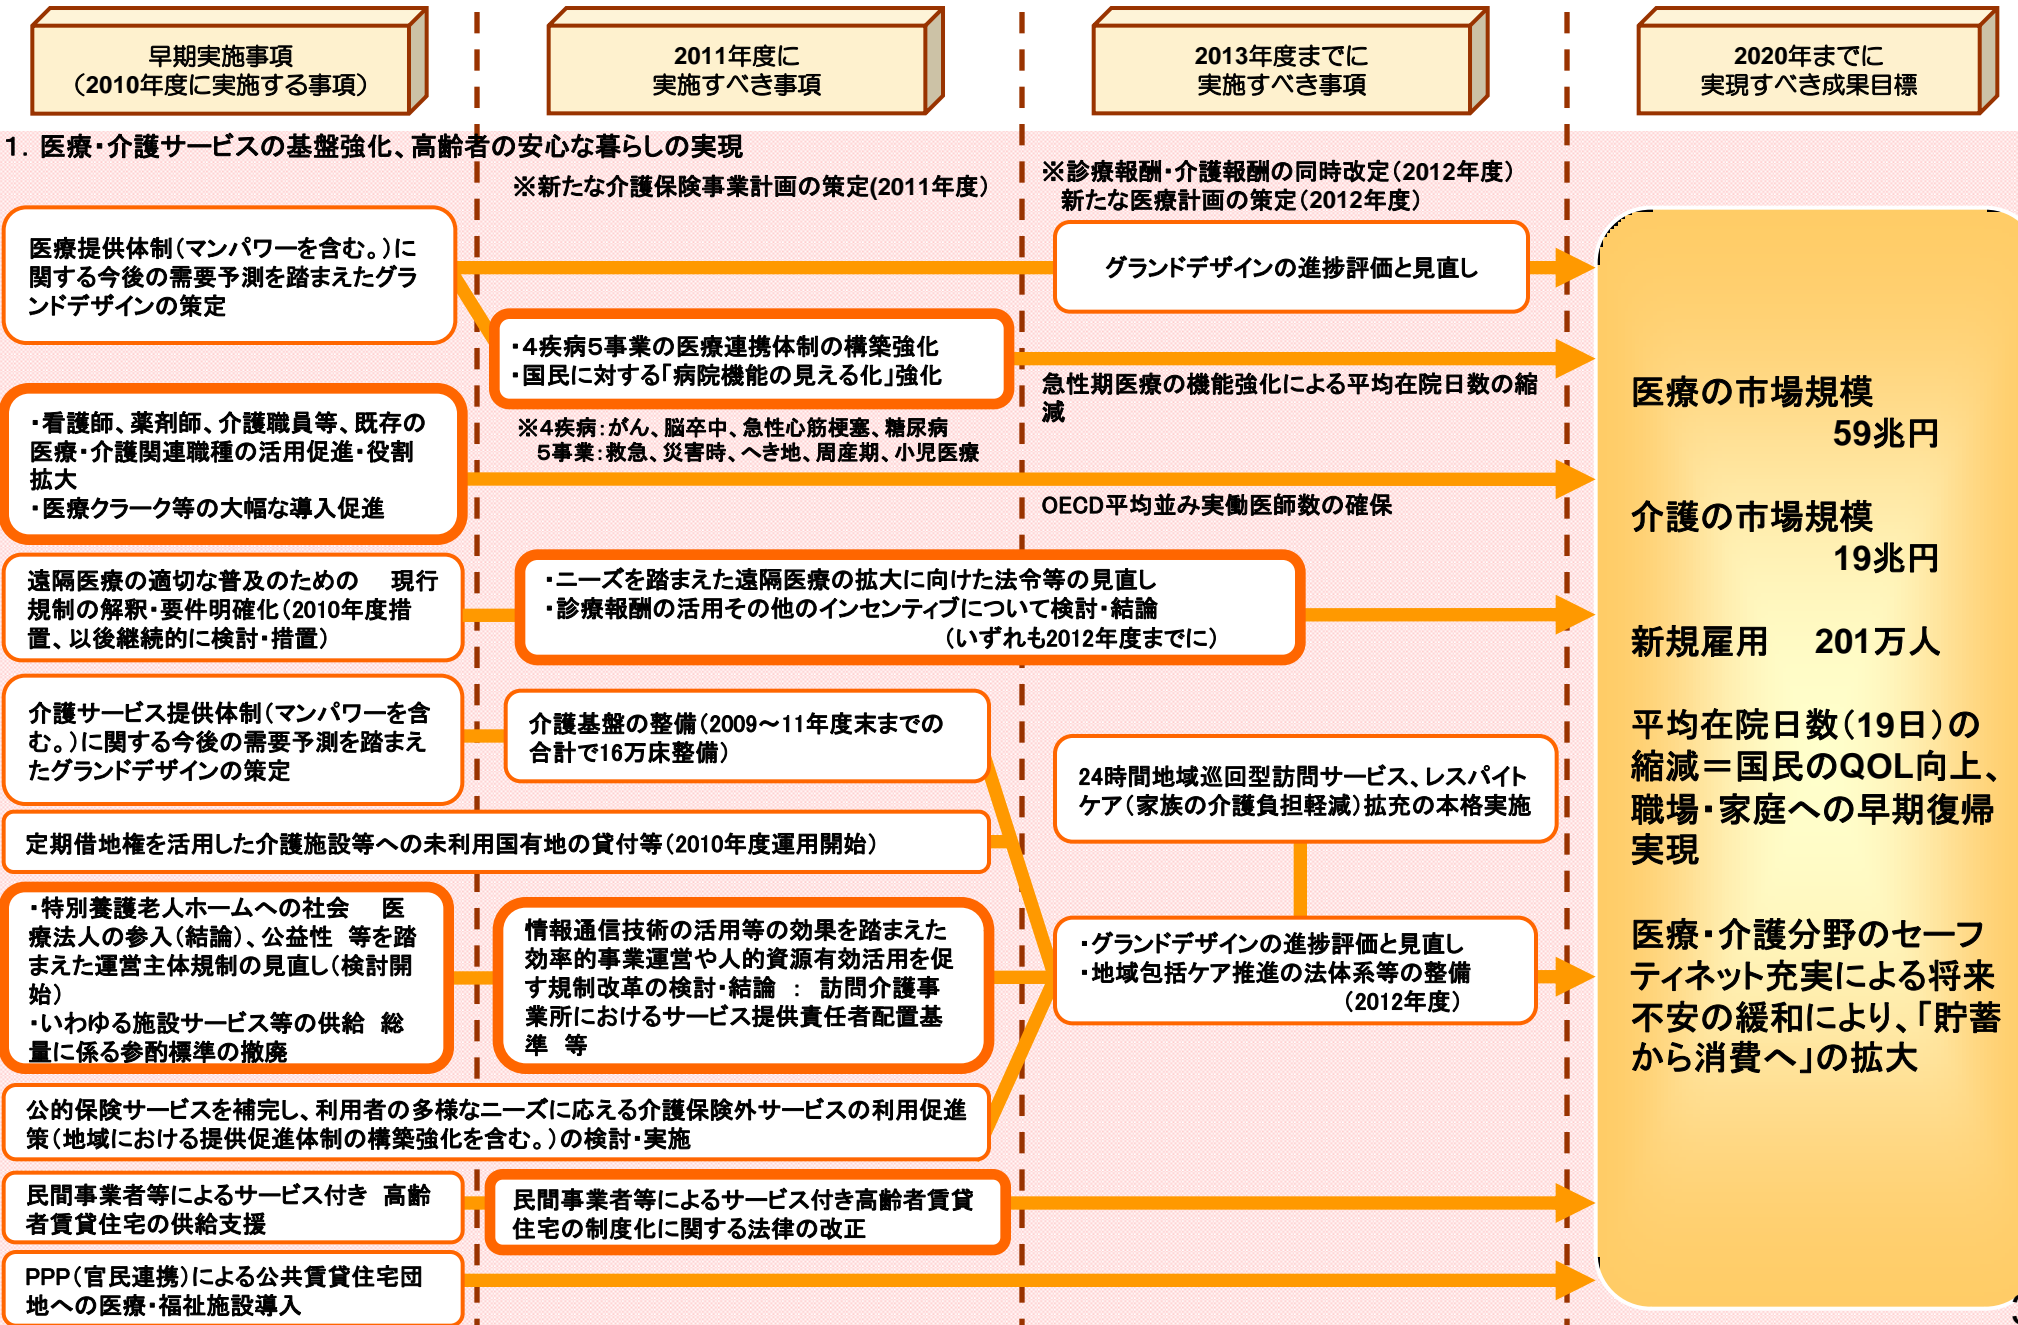 早期実施事項
（2010年度に実施する事項）
2011年度に
実施すべき事項
2013年度までに
実施すべき事項
2020年までに
実現すべき成果目標
１．医療・介護サービスの基盤強化、高齢者の安心な暮らしの実現
※新たな介護保険事業計画の策定(2011年度）
※診療報酬・介護報酬の同時改定（2012年度）
新たな医療計画の策定（2012年度）
医療提供体制（マンパワーを含む。）に
関する今後の需要予測を踏まえたグラ
ンドデザインの策定
グランドデザインの進捗評価と見直し
・４疾病５事業の医療連携体制の構築強化
・国民に対する「病院機能の見える化」強化
急性期医療の機能強化による平均在院日数の縮
減
※４疾病：がん、脳卒中、急性心筋梗塞、糖尿病
５事業：救急、災害時、へき地、周産期、小児医療
・看護師、薬剤師、介護職員等、既存の
医療・介護関連職種の活用促進・役割
拡大
・医療クラーク等の大幅な導入促進
OECD平均並み実働医師数の確保
遠隔医療の適切な普及のための　現行
規制の解釈・要件明確化（2010年度措
置、以後継続的に検討・措置）
・ニーズを踏まえた遠隔医療の拡大に向けた法令等の見直し
・診療報酬の活用その他のインセンティブについて検討・結論
（いずれも2012年度までに）
介護サービス提供体制（マンパワーを含
む。）に関する今後の需要予測を踏まえ
たグランドデザインの策定
介護基盤の整備（2009～11年度末までの
合計で16万床整備）
24時間地域巡回型訪問サービス、レスパイト
ケア（家族の介護負担軽減）拡充の本格実施
定期借地権を活用した介護施設等への未利用国有地の貸付等（2010年度運用開始）
・特別養護老人ホームへの社会　医
療法人の参入（結論）、公益性　等を踏
まえた運営主体規制の見直し（検討開
始）
・いわゆる施設サービス等の供給　総
量に係る参酌標準の撤廃
情報通信技術の活用等の効果を踏まえた
効率的事業運営や人的資源有効活用を促
す規制改革の検討・結論　：　訪問介護事
業所におけるサービス提供責任者配置基
準　等
・グランドデザインの進捗評価と見直し
・地域包括ケア推進の法体系等の整備
（2012年度）
公的保険サービスを補完し、利用者の多様なニーズに応える介護保険外サービスの利用促進
策（地域における提供促進体制の構築強化を含む。）の検討・実施
民間事業者等によるサービス付き　高齢
者賃貸住宅の供給支援
民間事業者等によるサービス付き高齢者賃貸
住宅の制度化に関する法律の改正
PPP（官民連携）による公共賃貸住宅団
地への医療・福祉施設導入
医療の市場規模
59兆円
介護の市場規模
19兆円
新規雇用　201万人
平均在院日数（19日）の
縮減＝国民のQOL向上、
職場・家庭への早期復帰
実現
医療・介護分野のセーフ
ティネット充実による将来
不安の緩和により、「貯蓄
から消費へ」の拡大